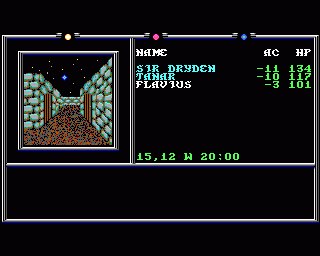 NAME AC HP
SIR DRYDEN -11 134
TANAR -10 117
FLAVIUS -3 101
15,12 W 20:00